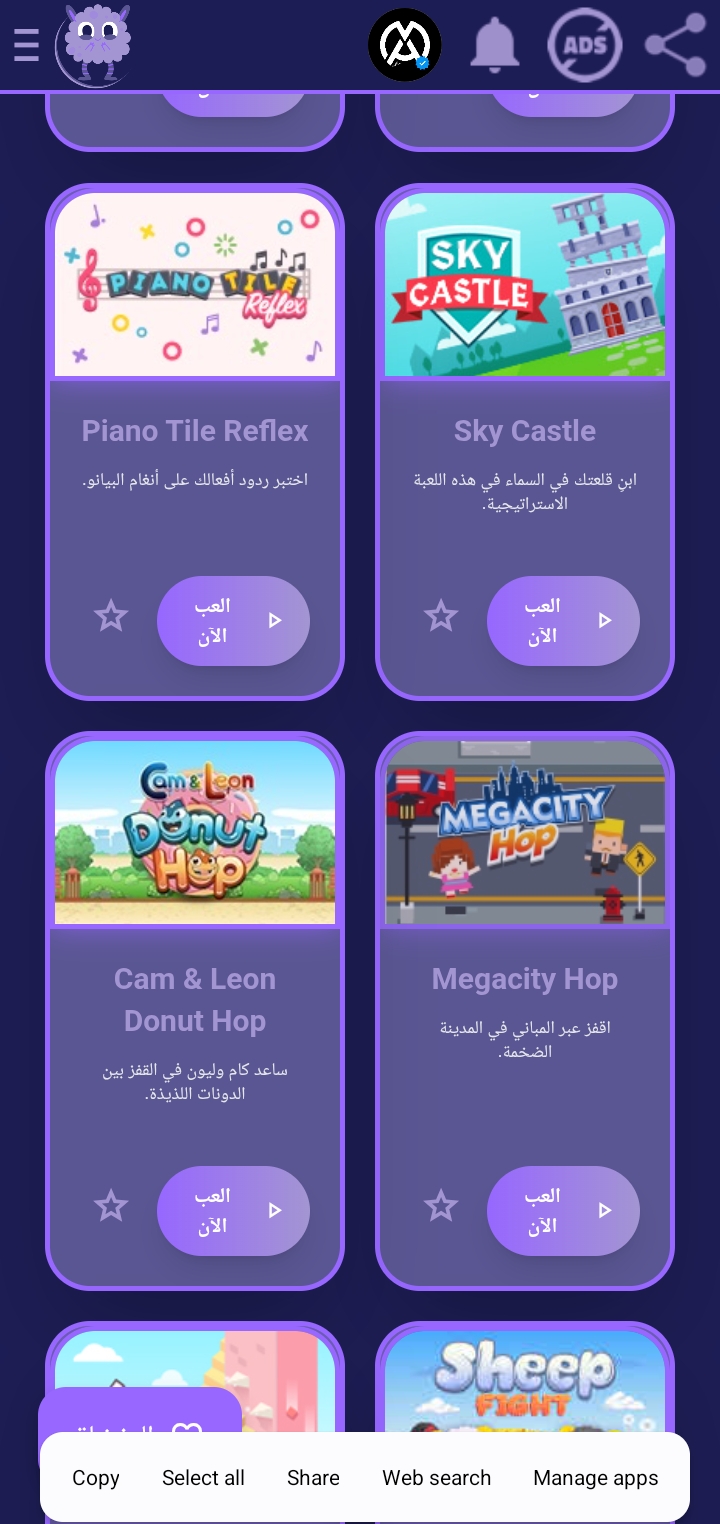 ADS
PIANO TILE
Reflex
SKY
CASTLE
Piano Tile Reflex
اختبر ردود أفعالك على أنغام البيانو.
العب
الآن
Sky Castle
ابنِ قلعتك في السماء في هذه اللعبة
الاستراتيجية.
العب
الآن
Cam & Leon
Donut
Hop
MEGACITY
Hop
Cam & Leon
Donut Hop
ساعد كام وليون في القفز بين
الدونات اللذيذة.
العب
الآن
Megacity Hop
اقفز عبر المباني في المدينة
الضخمة.
العب
الآن
Sheep
FIGHT
Copy Select all Share Web search Manage apps